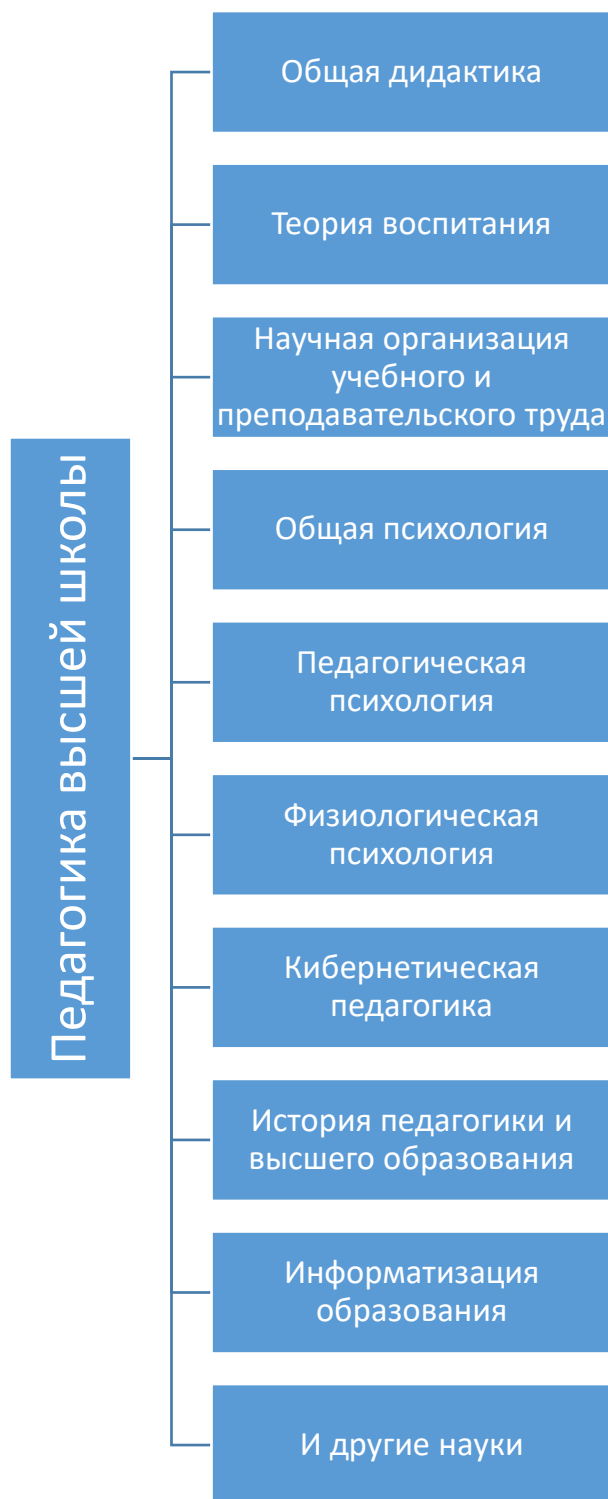 Педагогика высшей школы
Общая дидактика
Теория воспитания
Научная организация
учебного и
преподавательского труда
Общая психология
Педагогическая
психология
Физиологическая
психология
Кибернетическая
педагогика
История педагогики и
высшего образования
Информатизация
образования
И другие науки